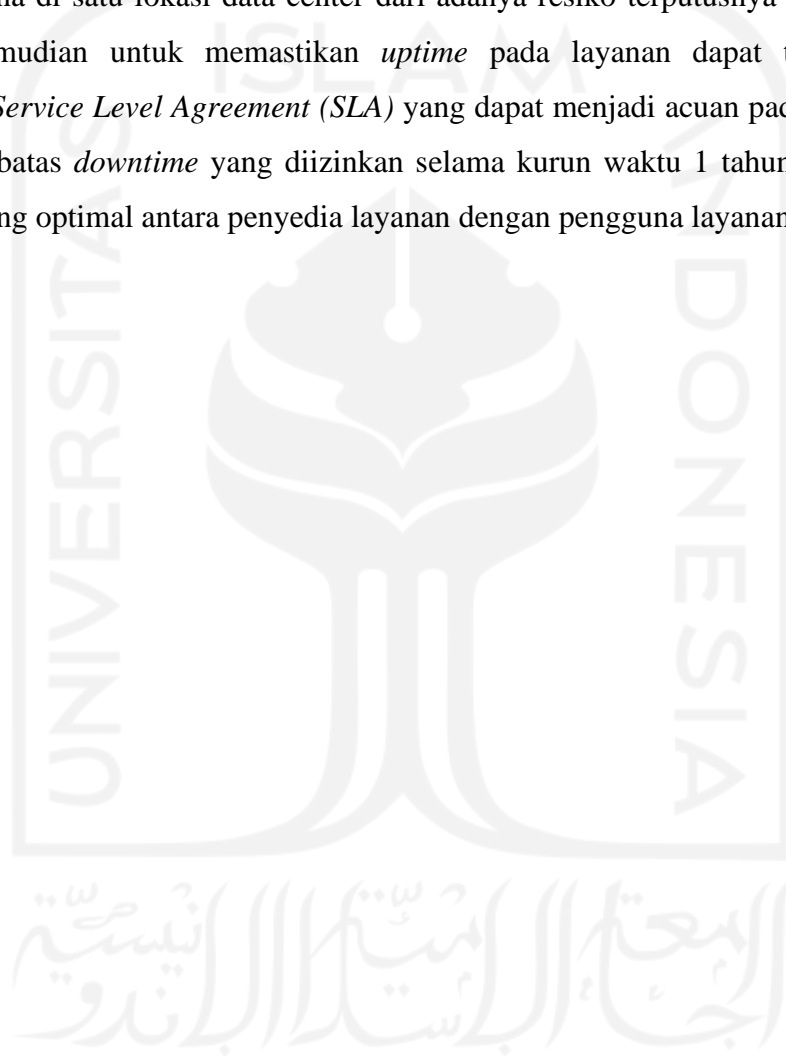 na di satu lokasi data center dari adanya resiko terputusnya
mudian untuk memastikan uptime pada layanan dapat t
Service Level Agreement (SLA) yang dapat menjadi acuan pad
batas downtime yang diizinkan selama kurun waktu 1 tahun
ng optimal antara penyedia layanan dengan pengguna layanan
ISLAM
UNIVERSITAS
INDONESIA